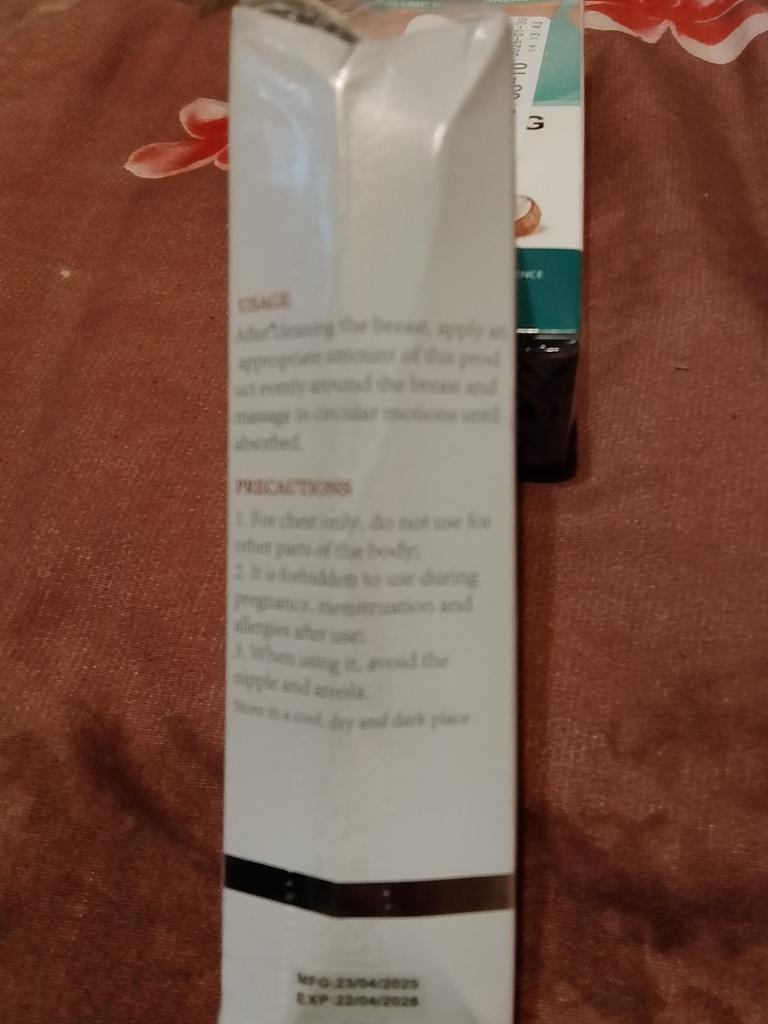 USAGE
After cleaning the breast, apply an
appropriate amount of this prod
uct evenly around the breast and
massage in circular motions until
absorbed.
PRECAUTIONS
1. For chest only, do not use for
other parts of the body;
2. It is forbidden to use during
pregnancy, menstruation and
allergies after use;
3. When using it, avoid the
nipple and areola.
Store in a cool, dry and dark place
MFG:23/04/2025
EXP:22/04/2028
G